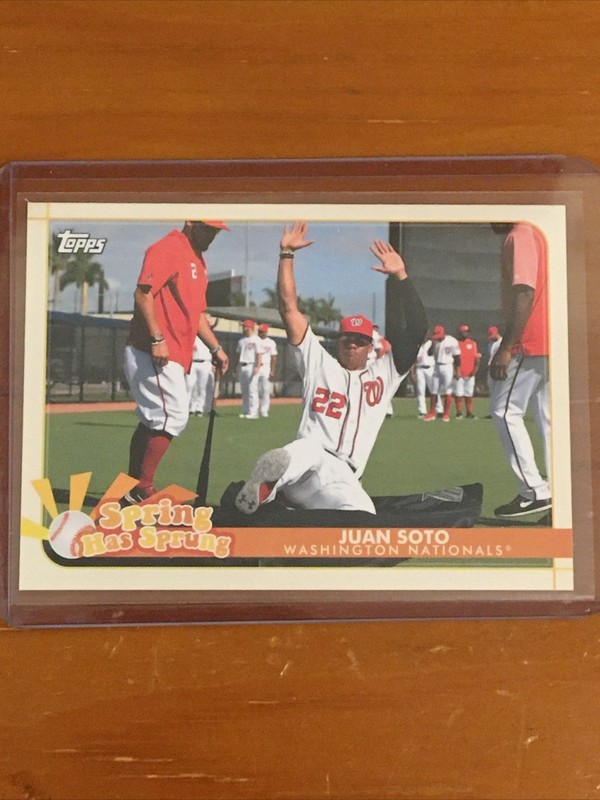 Topps
22
W
W
Spring
Has Sprung
JUAN SOTO
WASHINGTON NATIONALS®